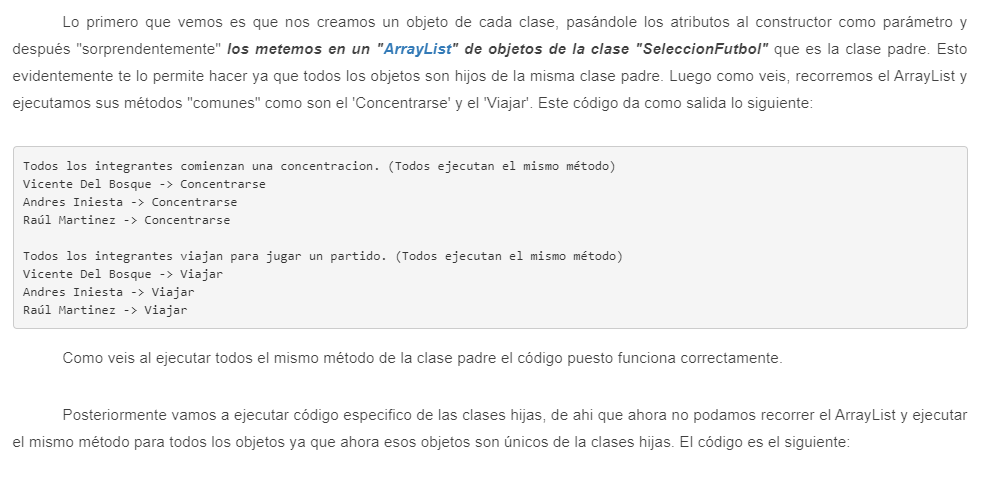 Lo primero que vemos es que nos creamos un objeto de cada clase, pasándole los atributos al constructor como parámetro y
después "sorprendentemente" los metemos en un "ArrayList" de objetos de la clase "SeleccionFutbol" que es la clase padre. Esto
evidentemente te lo permite hacer ya que todos los objetos son hijos de la misma clase padre. Luego como veis, recorremos el ArrayList y
ejecutamos sus métodos "comunes" como son el 'Concentrarse' y el 'Viajar'. Este código da como salida lo siguiente:
Todos los integrantes comienzan una concentracion. (Todos ejecutan el mismo método)
Vicente Del Bosque -> Concentrarse
Andres Iniesta -> Concentrarse
Raúl Martinez -> Concentrarse
Todos los integrantes viajan para jugar un partido. (Todos ejecutan el mismo método)
Vicente Del Bosque -> Viajar
Andres Iniesta -> Viajar
Raúl Martinez -> Viajar
Como veis al ejecutar todos el mismo método de la clase padre el código puesto funciona correctamente.
Posteriormente vamos a ejecutar código especifico de las clases hijas, de ahi que ahora no podamos recorrer el ArrayList y ejecutar
el mismo método para todos los objetos ya que ahora esos objetos son únicos de la clases hijas. El código es el siguiente: